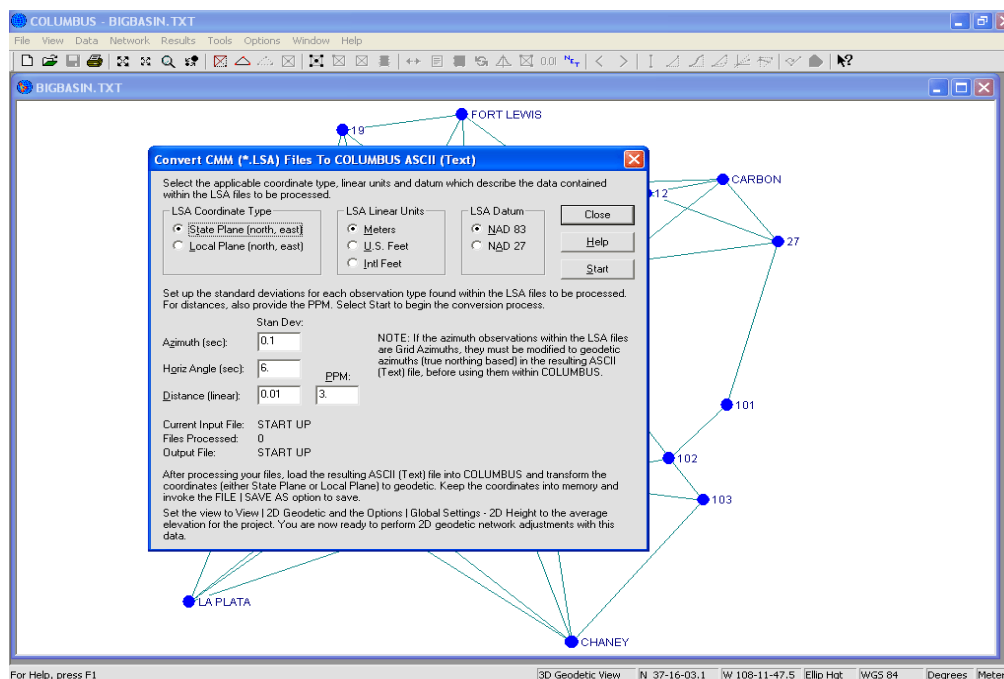 COLUMBUS - BIGBASIN.TXT
File View Data Network Results Tools Options Window Help
BIGBASIN.TXT
FORT LEWIS
19
Convert CMM (*.LSA) Files To COLUMBUS ASCII (Text)
Select the applicable coordinate type, linear units and datum which describe the data contained
within the LSA files to be processed.
LSA Coordinate Type
State Plane (north, east)
Local Plane (north, east)
LSA Linear Units
Meters
U.S. Feet
Intl Feet
LSA Datum
NAD 83
NAD 27
Close
Help
Start
Set up the standard deviations for each observation type found within the LSA files to be processed.
For distances, also provide the PPM. Select Start to begin the conversion process.
Stan Dev:
Azimuth (sec): 0.1
Horiz Angle (sec): 6.
PPM:
Distance (linear): 0.01 3.
NOTE: If the azimuth observations within the LSA files
are Grid Azimuths, they must be modified to geodetic
azimuths (true northing based) in the resulting ASCII
(Text) file, before using them within COLUMBUS.
Current Input File: START UP
Files Processed: 0
Output File: START UP
After processing your files, load the resulting ASCII (Text) file into COLUMBUS and transform the
coordinates (either State Plane or Local Plane) to geodetic. Keep the coordinates into memory and
invoke the FILE | SAVE AS option to save.
Set the view to View | 2D Geodetic and the Options | Global Settings - 2D Height to the average
elevation for the project. You are now ready to perform 2D geodetic network adjustments with this
data.
CARBON
12
27
101
102
103
LA PLATA
CHANEY
For Help, press F1
3D Geodetic View N 37-16-03.1 W 108-11-47.5 Ellip Hgt WGS 84 Degrees Mete